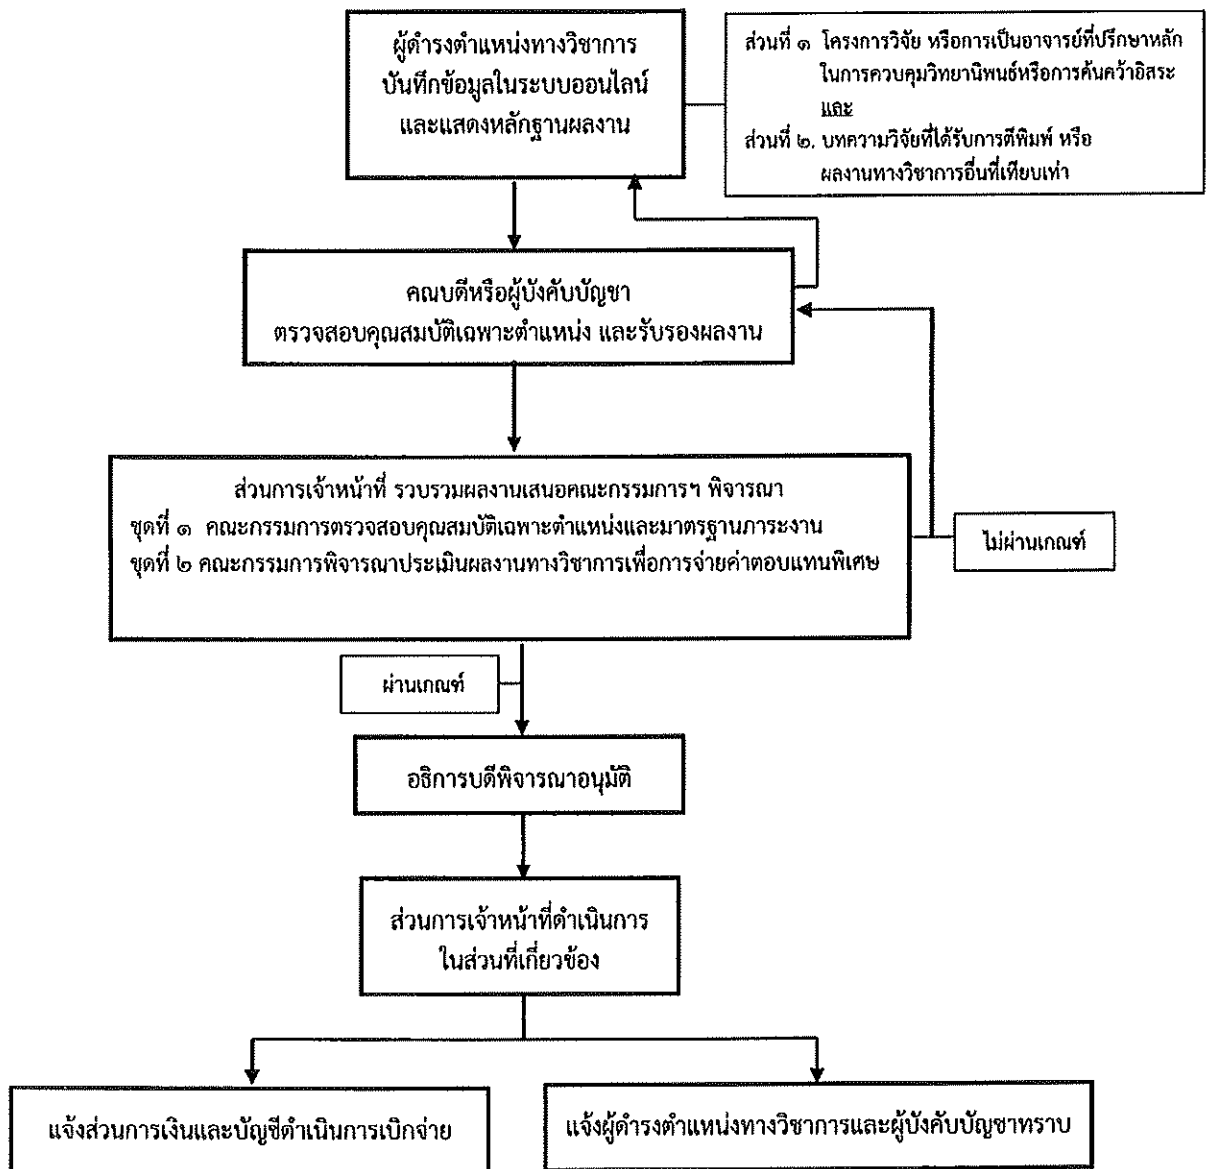 ผู้ดำรงตำแหน่งทางวิชาการ
บันทึกข้อมูลในระบบออนไลน์
และแสดงหลักฐานผลงาน
ส่วนที่ ๑ โครงการวิจัย หรือการเป็นอาจารย์ที่ปรึกษาหลัก
ในการควบคุมวิทยานิพนธ์หรือการค้นคว้าอิสระ
และ
ส่วนที่ ๒. บทความวิจัยที่ได้รับการตีพิมพ์ หรือ
ผลงานทางวิชาการอื่นที่เทียบเท่า
คณบดีหรือผู้บังคับบัญชา
ตรวจสอบคุณสมบัติเฉพาะตำแหน่ง และรับรองผลงาน
ส่วนการเจ้าหน้าที่ รวบรวมผลงานเสนอคณะกรรมการฯ พิจารณา
ชุดที่ ๑ คณะกรรมการตรวจสอบคุณสมบัติเฉพาะตำแหน่งและมาตรฐานภาระงาน
ชุดที่ ๒ คณะกรรมการพิจารณาประเมินผลงานทางวิชาการเพื่อการจ่ายค่าตอบแทนพิเศษ
ไม่ผ่านเกณฑ์
ผ่านเกณฑ์
อธิการบดีพิจารณาอนุมัติ
ส่วนการเจ้าหน้าที่ดำเนินการ
ในส่วนที่เกี่ยวข้อง
แจ้งส่วนการเงินและบัญชีดำเนินการเบิกจ่าย
แจ้งผู้ดำรงตำแหน่งทางวิชาการและผู้บังคับบัญชาทราบ